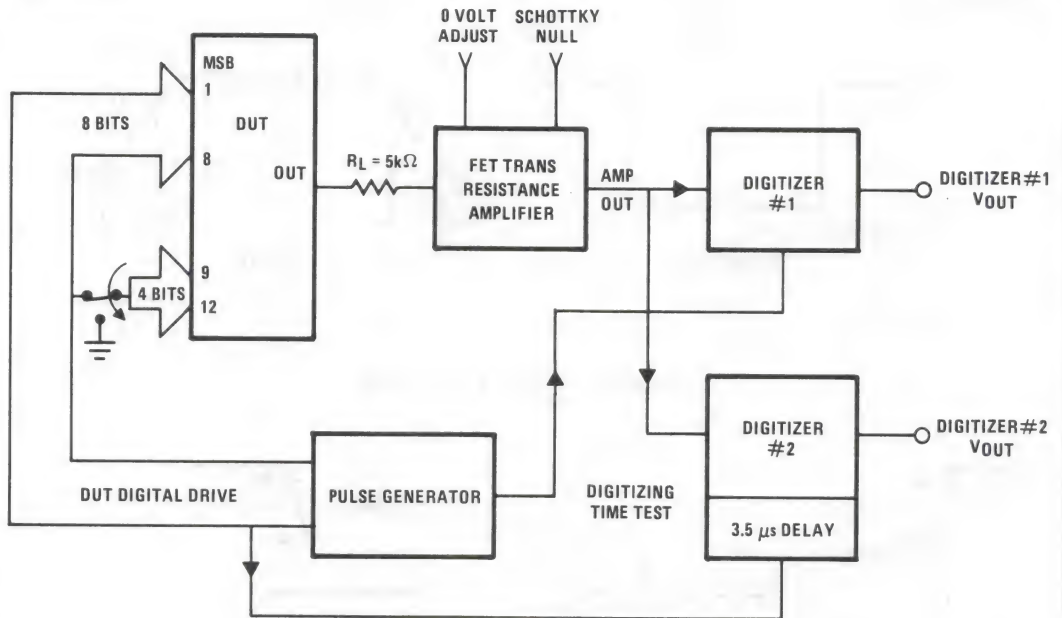 0 VOLT
ADJUST
SCHOTTKY
NULL
MSB
1
8 BITS
DUT
8
OUT
RL = 5kΩ
FET TRANS
RESISTANCE
AMPLIFIER
AMP
OUT
DIGITIZER
#1
DIGITIZER #1
VOUT
9
4 BITS
12
DUT DIGITAL DRIVE
PULSE GENERATOR
DIGITIZING
TIME TEST
DIGITIZER
#2
3.5 μs DELAY
DIGITIZER #2
VOUT